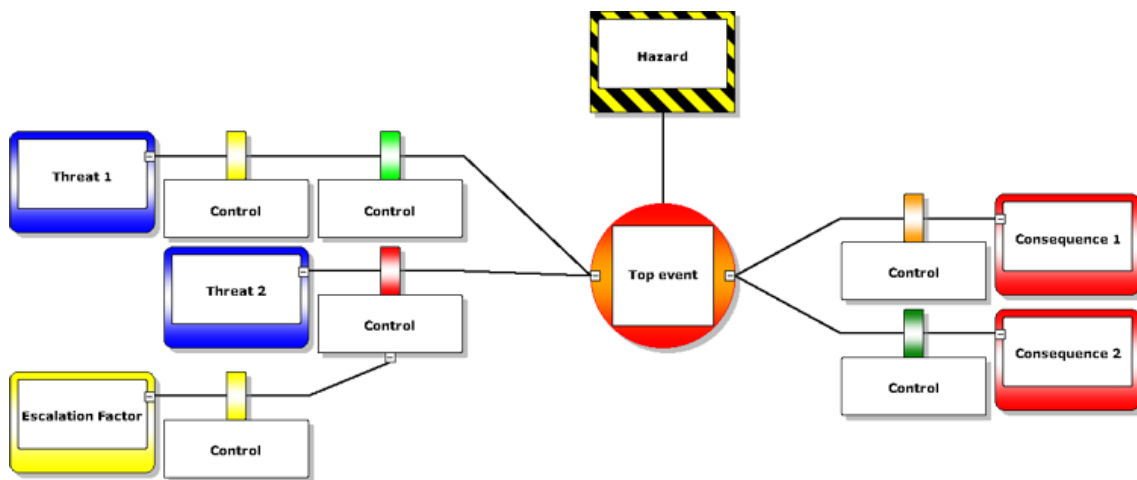 Hazard
Threat 1
Control
Control
Threat 2
Control
Top event
Control
Consequence 1
Control
Consequence 2
Escalation Factor
Control